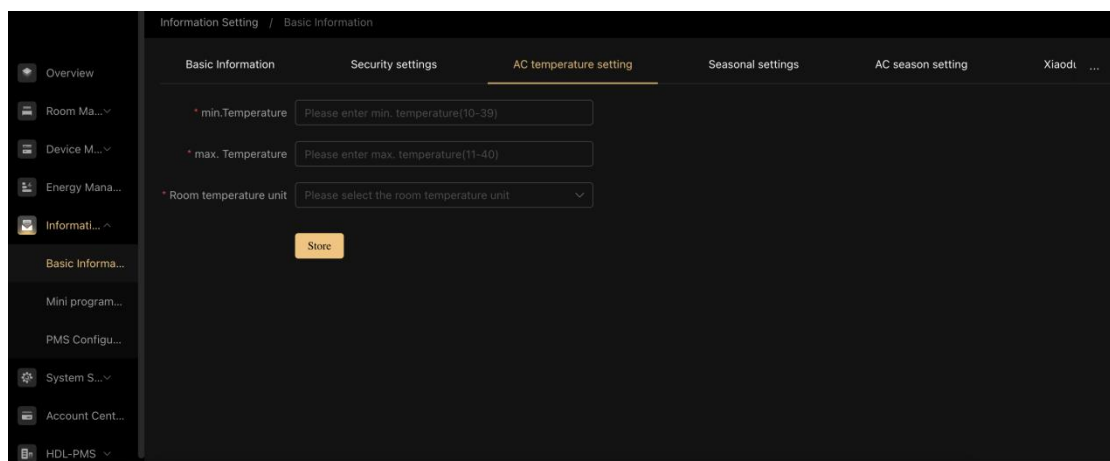 Information Setting / Basic Information
Basic Information Security settings AC temperature setting Seasonal settings AC season setting Xiaodu ...
Overview
Room Ma...
Device M...
Energy Mana...
Informati...
Basic Informa...
Mini program...
PMS Configu...
System S...
Account Cent...
HDL-PMS
* min.Temperature Please enter min. temperature(10-39)
* max. Temperature Please enter max. temperature(11-40)
* Room temperature unit Please select the room temperature unit
Store